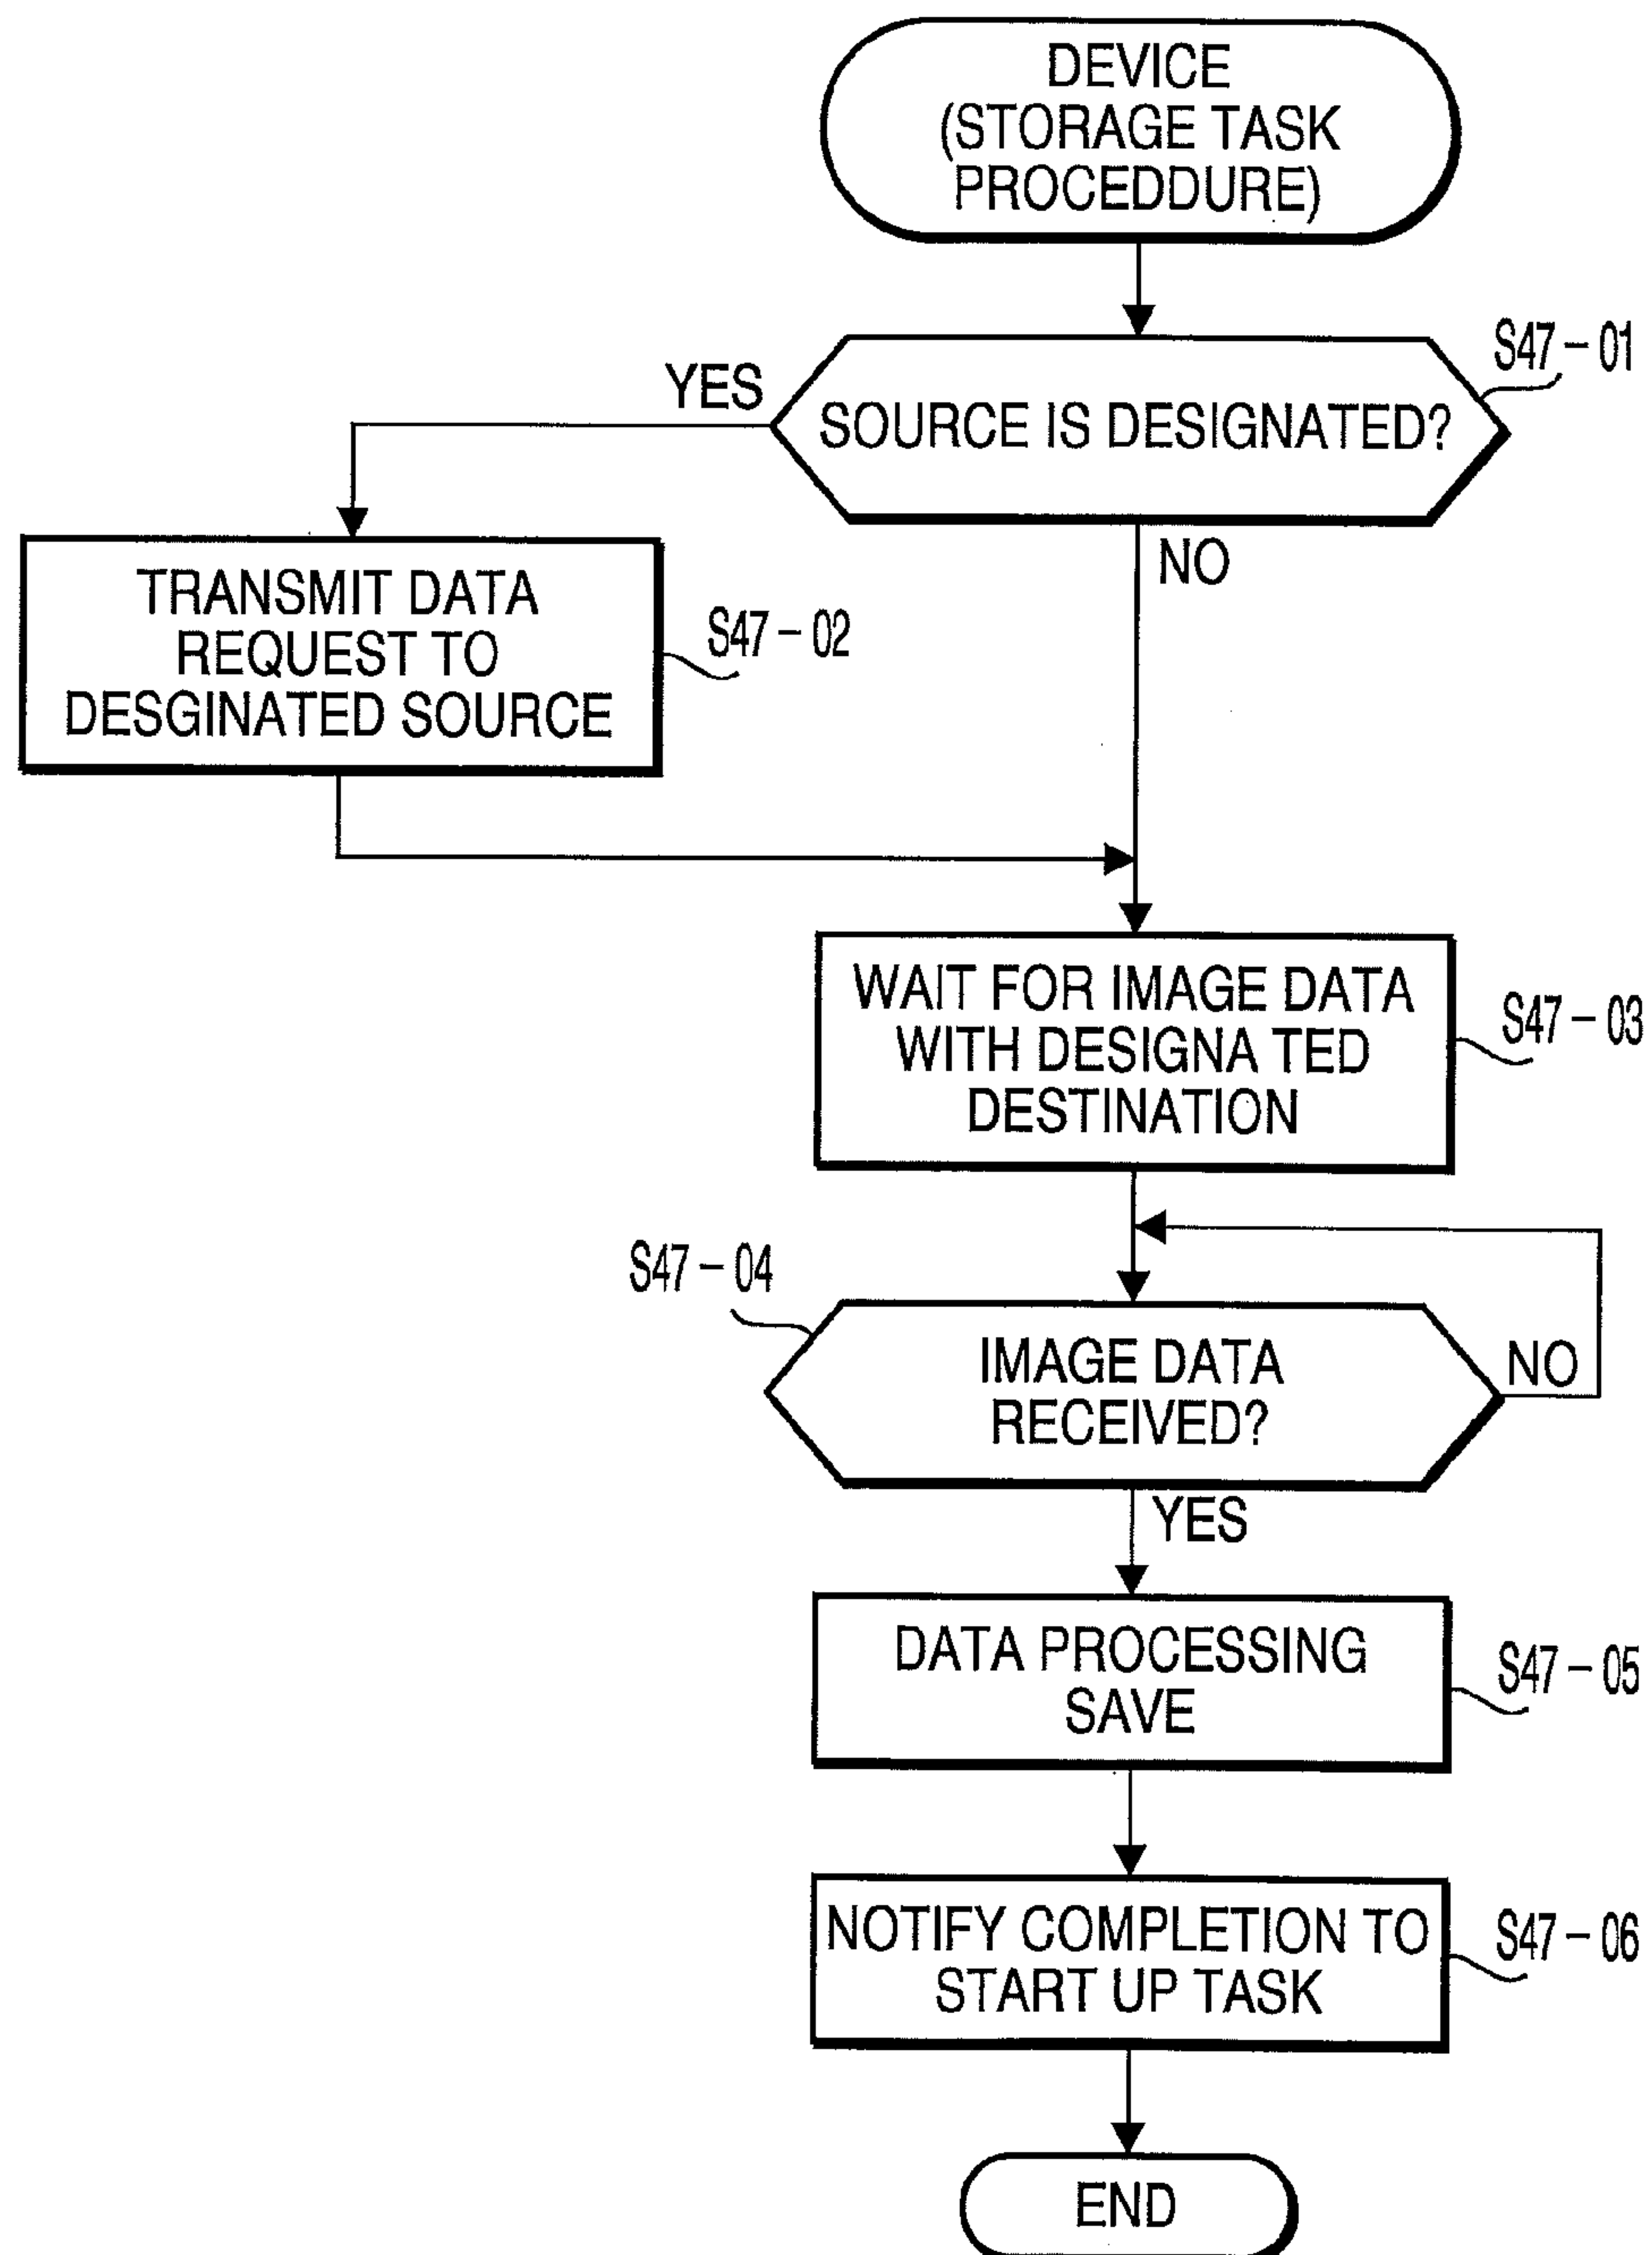 DEVICE
(STORAGE TASK
PROCEDDURE)
S47-01
YES
SOURCE IS DESIGNATED?
NO
TRANSMIT DATA
REQUEST TO
DESGINATED SOURCE
S47-02
WAIT FOR IMAGE DATA
WITH DESIGNA TED
DESTINATION
S47-03
S47-04
IMAGE DATA
RECEIVED?
NO
YES
DATA PROCESSING
SAVE
S47-05
NOTIFY COMPLETION TO
START UP TASK
S47-06
END